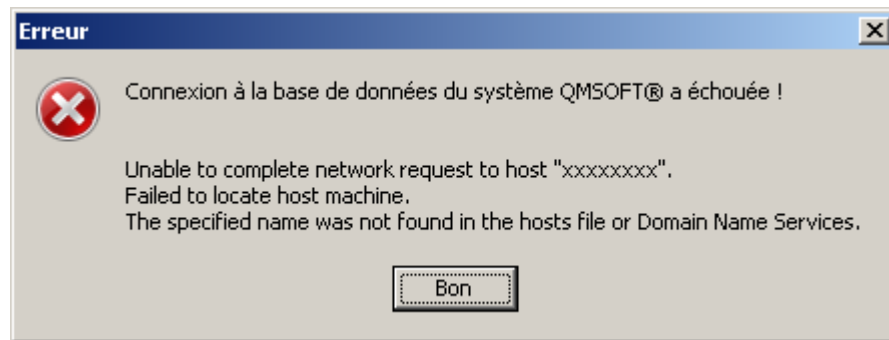 Erreur
Connexion à la base de données du système QMSOFT® a échouée !
Unable to complete network request to host "xxxxxxxx".
Failed to locate host machine.
The specified name was not found in the hosts file or Domain Name Services.
Bon